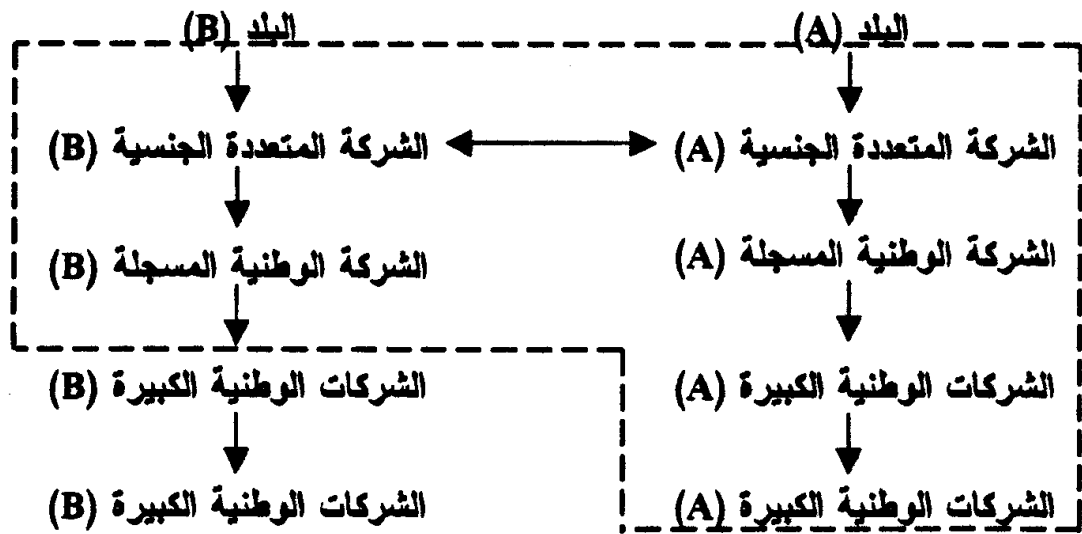 البلد (A)
البلد (B)
الشركة المتعددة الجنسية (A)
الشركة المتعددة الجنسية (B)
الشركة الوطنية المسجلة (A)
الشركة الوطنية المسجلة (B)
الشركات الوطنية الكبيرة (A)
الشركات الوطنية الكبيرة (B)
الشركات الوطنية الكبيرة (A)
الشركات الوطنية الكبيرة (B)